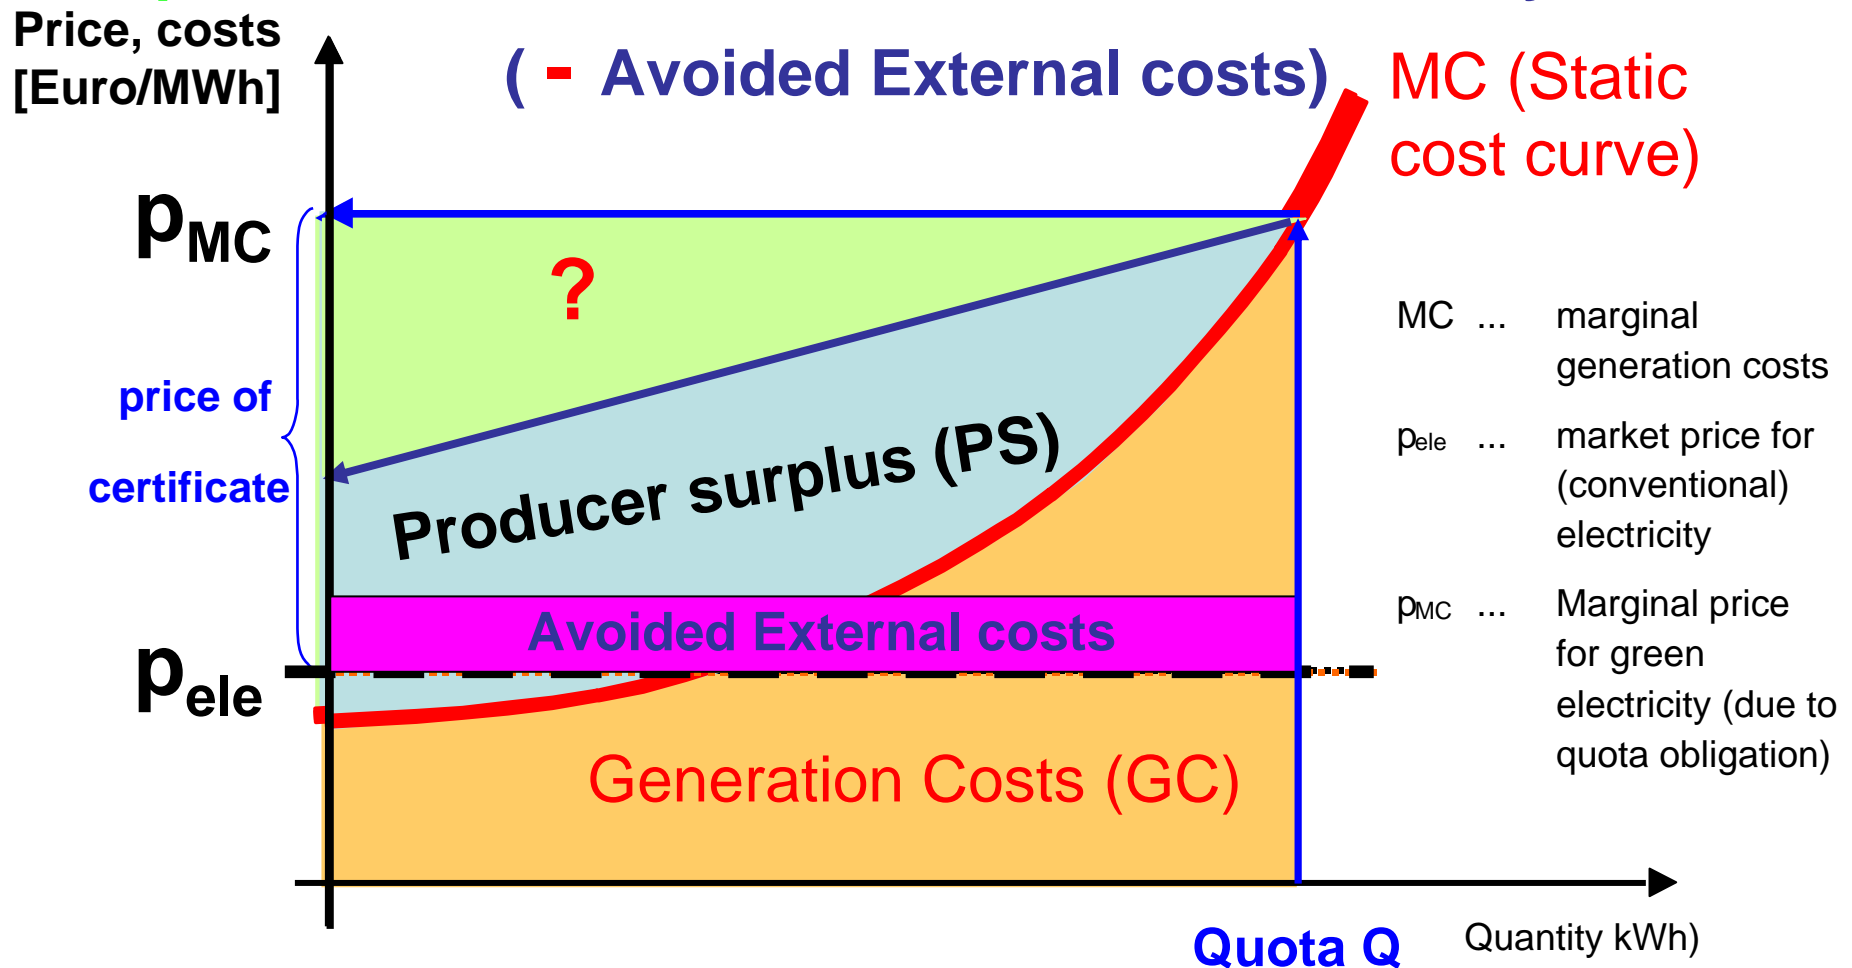 Price, costs
[Euro/MWh]
( - Avoided External costs)
MC (Static
cost curve)
pMC
?
price of
certificate
Producer surplus (PS)
Avoided External costs
pele
Generation Costs (GC)
MC ... marginal
generation costs
pele ... market price for
(conventional)
electricity
pMC ... Marginal price
for green
electricity (due to
quota obligation)
Quota Q
Quantity kWh)